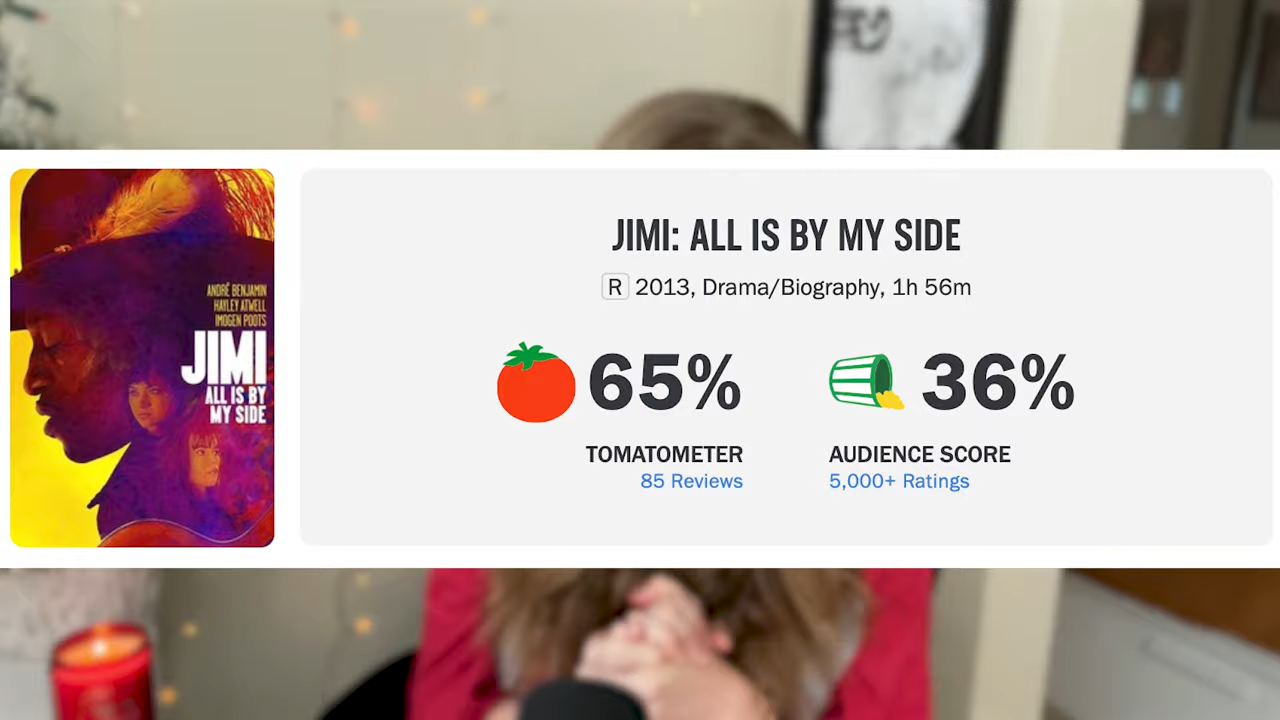 ANDRÉ BENJAMIN
HAYLEY ATWELL
IMOGEN POOTS
JIMI
ALL IS BY
MY SIDE
JIMI: ALL IS BY MY SIDE
R 2013, Drama/Biography, 1h 56m
65%
36%
TOMATOMETER
AUDIENCE SCORE
85 Reviews
5,000+ Ratings